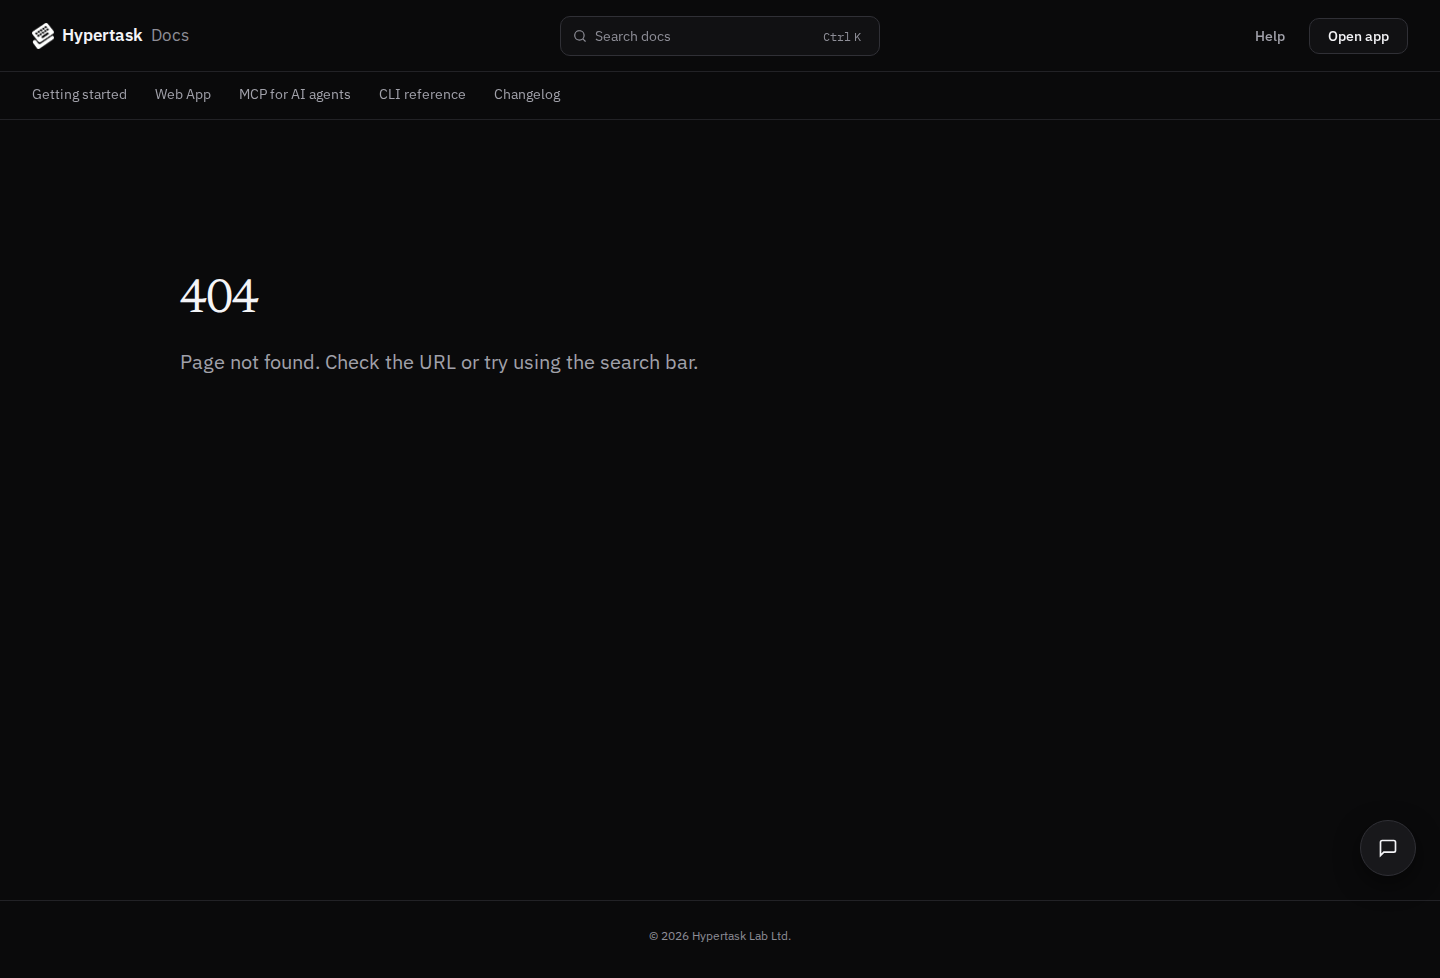 Hypertask Docs
Search docs
Ctrl K
Help
Open app
Getting started
Web App
MCP for AI agents
CLI reference
Changelog
404
Page not found. Check the URL or try using the search bar.
© 2026 Hypertask Lab Ltd.